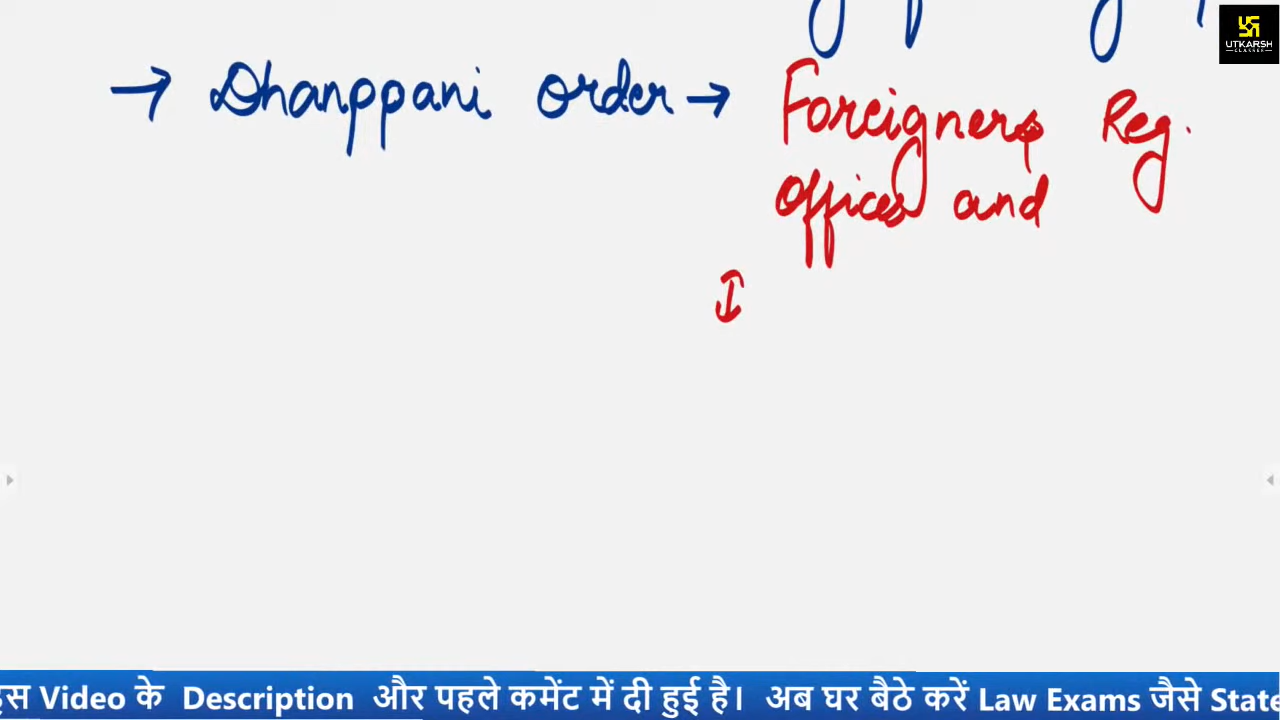 UTKARSH
CLASSES
→ Dhanppani order → Foreigners Reg.
offices and
इस Video के Description और पहले कमेंट में दी हुई है। अब घर बैठे करें Law Exams जैसे State